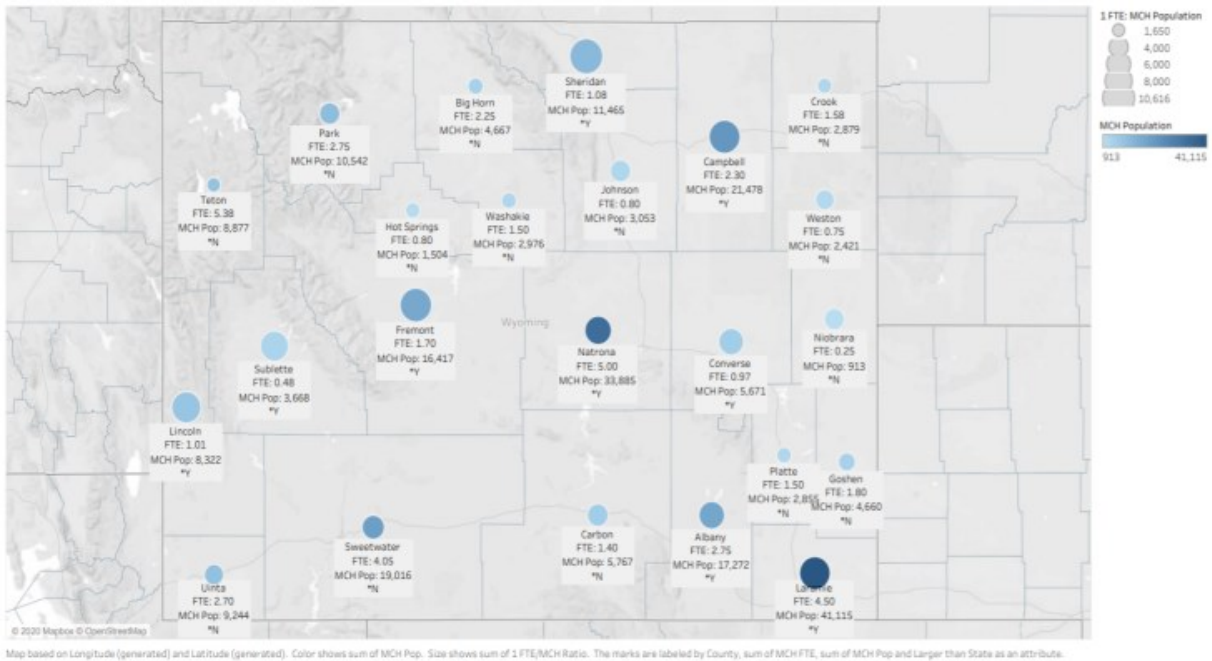 1 FTE: MCH Population
1,650
4,000
6,000
8,000
10,616
MCH Population
913 41,115
Sheridan
FTE: 1.08
MCH Pop: 11,465
*Y
Big Horn
FTE: 2.25
MCH Pop: 4,667
*N
Crook
FTE: 1.58
MCH Pop: 2,879
*N
Park
FTE: 2.75
MCH Pop: 10,542
*N
Campbell
FTE: 2.30
MCH Pop: 21,478
*Y
Teton
FTE: 5.38
MCH Pop: 8,877
*N
Johnson
FTE: 0.80
MCH Pop: 3,053
*N
Hot Springs
FTE: 0.80
MCH Pop: 1,504
*N
Washakie
FTE: 1.50
MCH Pop: 2,976
*N
Weston
FTE: 0.75
MCH Pop: 2,421
*N
Fremont
FTE: 1.70
MCH Pop: 16,417
*Y
Wyoming
Natrona
FTE: 5.00
MCH Pop: 33,885
*Y
Niobrara
FTE: 0.25
MCH Pop: 913
*N
Sublette
FTE: 0.48
MCH Pop: 3,668
*Y
Converse
FTE: 0.97
MCH Pop: 5,671
*Y
Lincoln
FTE: 1.01
MCH Pop: 8,322
*Y
Platte
FTE: 1.50
MCH Pop: 2,855
*N
Goshen
FTE: 1.80
MCH Pop: 4,660
*N
Sweetwater
FTE: 4.05
MCH Pop: 19,016
*N
Carbon
FTE: 1.40
MCH Pop: 5,767
*N
Albany
FTE: 2.75
MCH Pop: 17,272
*Y
Uinta
FTE: 2.70
MCH Pop: 9,244
*N
Laramie
FTE: 4.50
MCH Pop: 41,115
*Y
© 2020 Mapbox © OpenStreetMap
Map based on Longitude (generated) and Latitude (generated). Color shows sum of MCH Pop. Size shows sum of 1 FTE/MCH Ratio. The marks are labeled by County, sum of MCH FTE, sum of MCH Pop and Larger than State as an attribute.